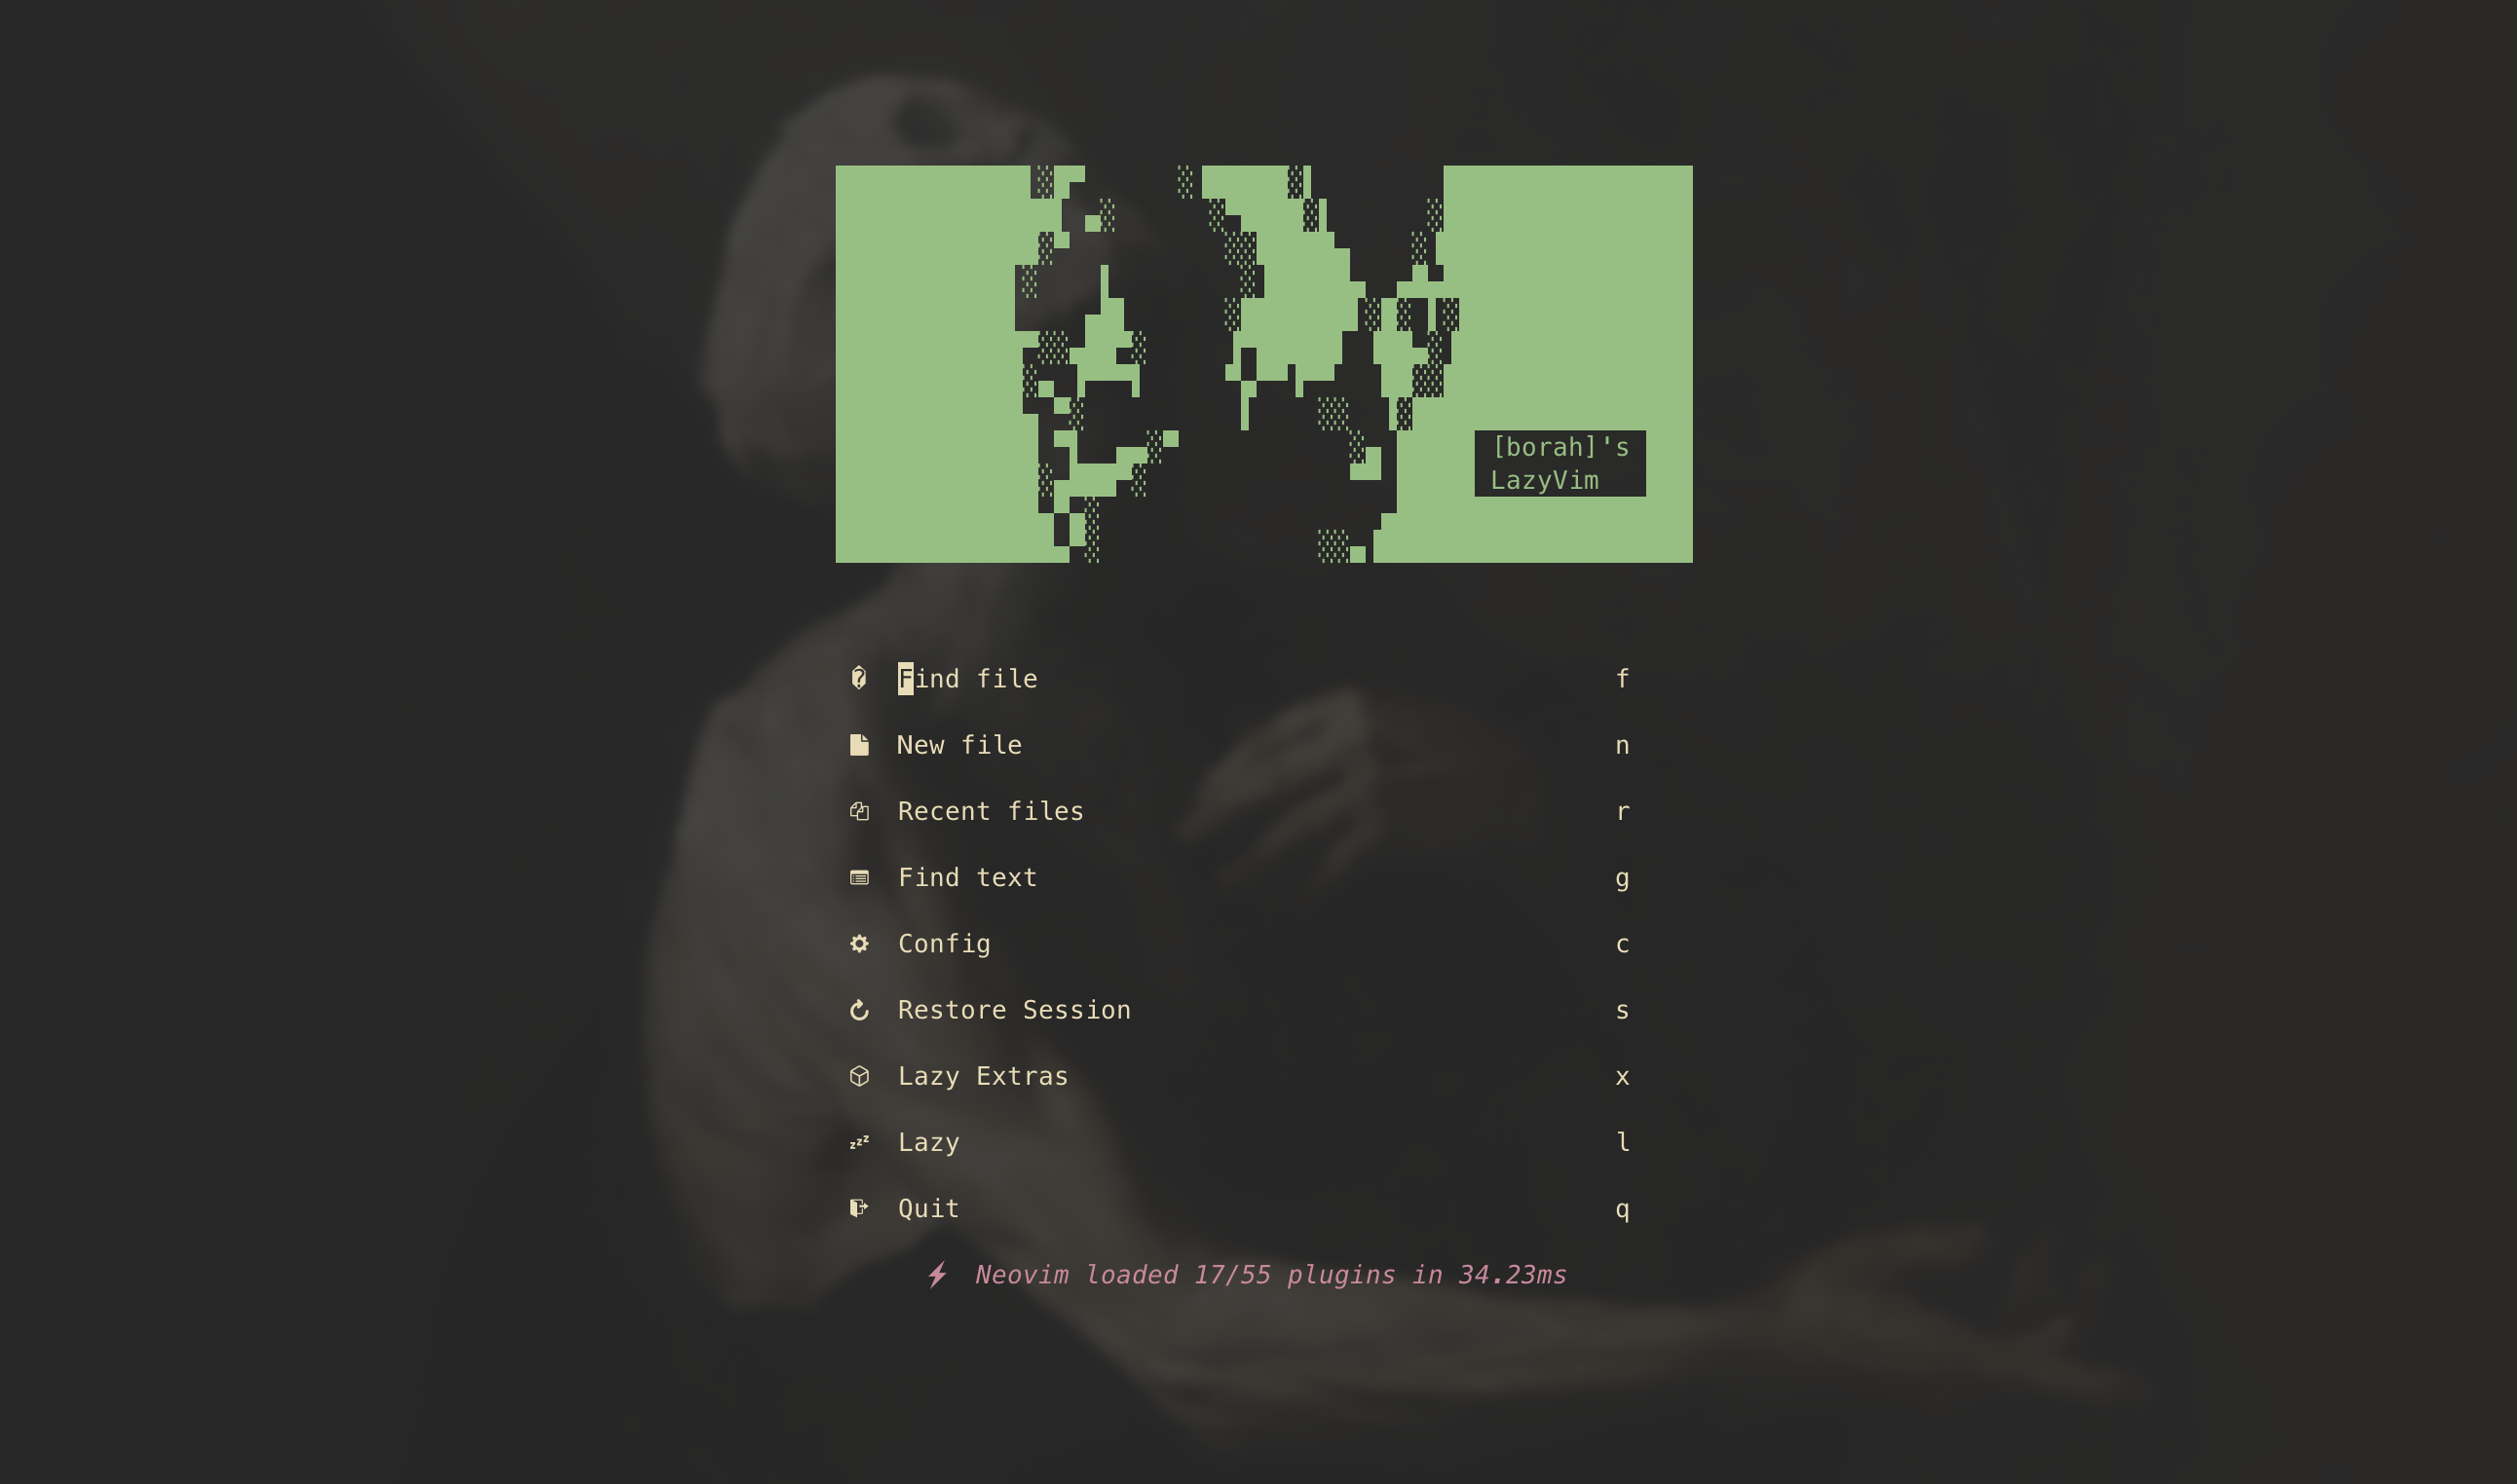 [borah]'s
LazyVim
Find file f
New file n
Recent files r
Find text g
Config c
Restore Session s
Lazy Extras x
zzz Lazy l
Quit q
Neovim loaded 17/55 plugins in 34.23ms